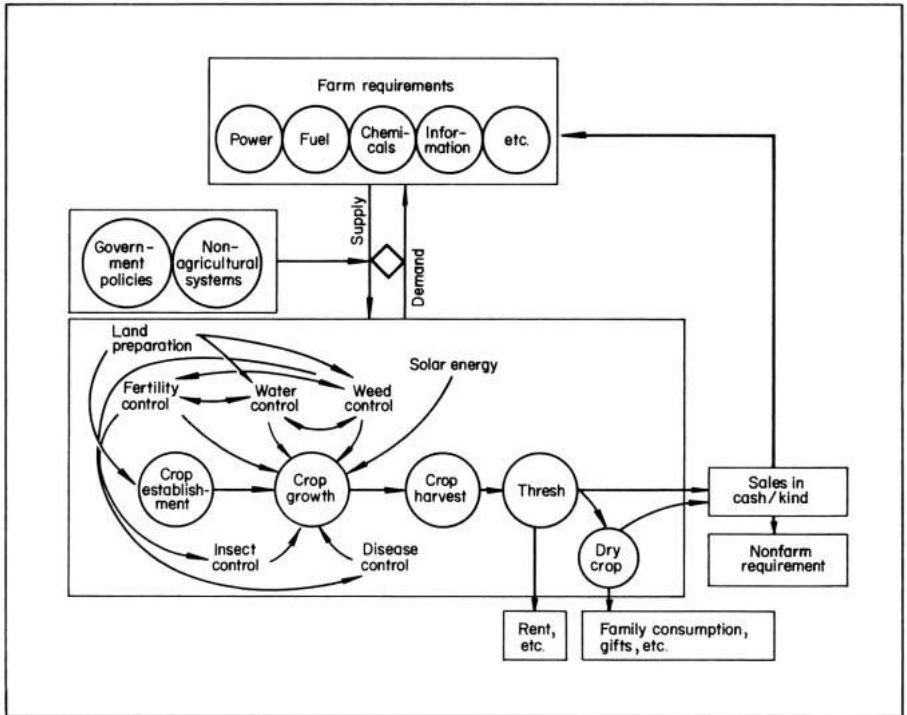 Farm requirements
Power
Fuel
Chemi-
cals
Infor-
mation
etc.
Supply
Demand
Govern-
ment
policies
Non-
agricultural
systems
Land
preparation
Solar energy
Fertility
control
Water
control
Weed
control
Crop
establish-
ment
Crop
growth
Crop
harvest
Thresh
Sales in
cash/kind
Insect
control
Disease
control
Dry
crop
Nonfarm
requirement
Rent,
etc.
Family consumption,
gifts, etc.